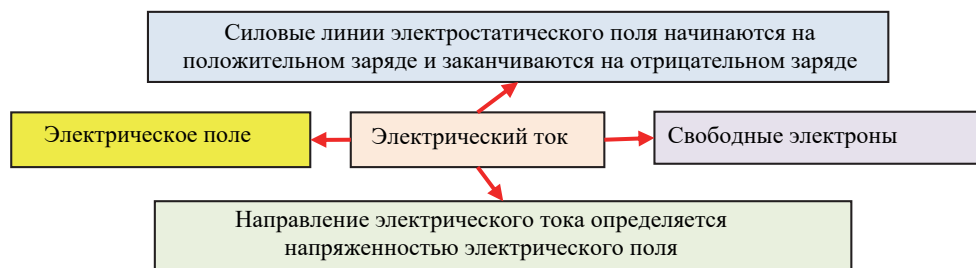 Силовые линии электростатического поля начинаются на
положительном заряде и заканчиваются на отрицательном заряде
Электрическое поле
Электрический ток
Свободные электроны
Направление электрического тока определяется
напряженностью электрического поля